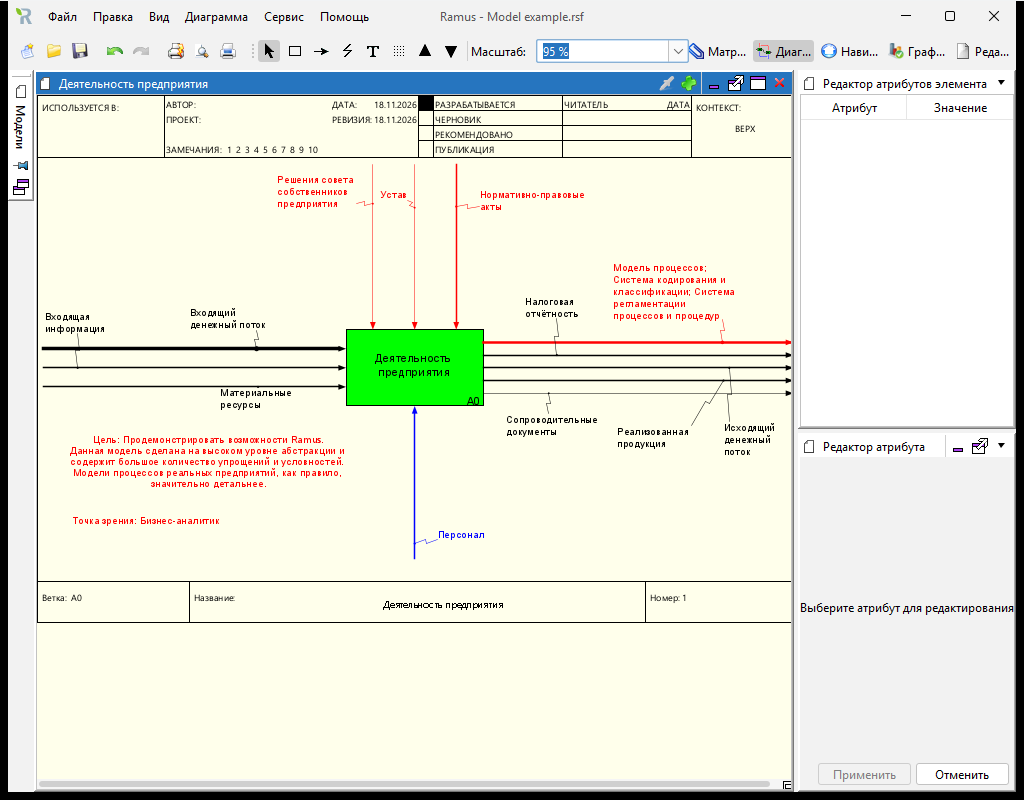 Ramus - Model example.rsf
Файл Правка Вид Диаграмма Сервис Помощь
Масштаб: 95 % Матр... Диаг... Нави... Граф... Реда...
Модели
Деятельность предприятия
ИСПОЛЬЗУЕТСЯ В:
АВТОР:
ДАТА: 18.11.2026
ПРОЕКТ:
РЕВИЗИЯ: 18.11.2026
ЗАМЕЧАНИЯ: 1 2 3 4 5 6 7 8 9 10
РАЗРАБАТЫВАЕТСЯ
ЧЕРНОВИК
РЕКОМЕНДОВАНО
ПУБЛИКАЦИЯ
ЧИТАТЕЛЬ
ДАТА
КОНТЕКСТ:
ВЕРХ
Решения совета
собственников
предприятия
Устав
Нормативно-правовые
акты
Модель процессов;
Система кодирования и
классификации; Система
регламентации
процессов и процедур
Входящая
информация
Входящий
денежный поток
Налоговая
отчётность
Деятельность
предприятия
A0
Материальные
ресурсы
Сопроводительные
документы
Реализованная
продукция
Исходящий
денежный
поток
Цель: Продемонстрировать возможности Ramus.
Данная модель сделана на высоком уровне абстракции и
содержит большое количество упрощений и условностей.
Модели процессов реальных предприятий, как правило,
значительно детальнее.
Точка зрения: Бизнес-аналитик
Персонал
Ветка: A0
Название:
Деятельность предприятия
Номер: 1
Редактор атрибутов элемента
Атрибут Значение
Редактор атрибута
Выберите атрибут для редактирования
Применить Отменить